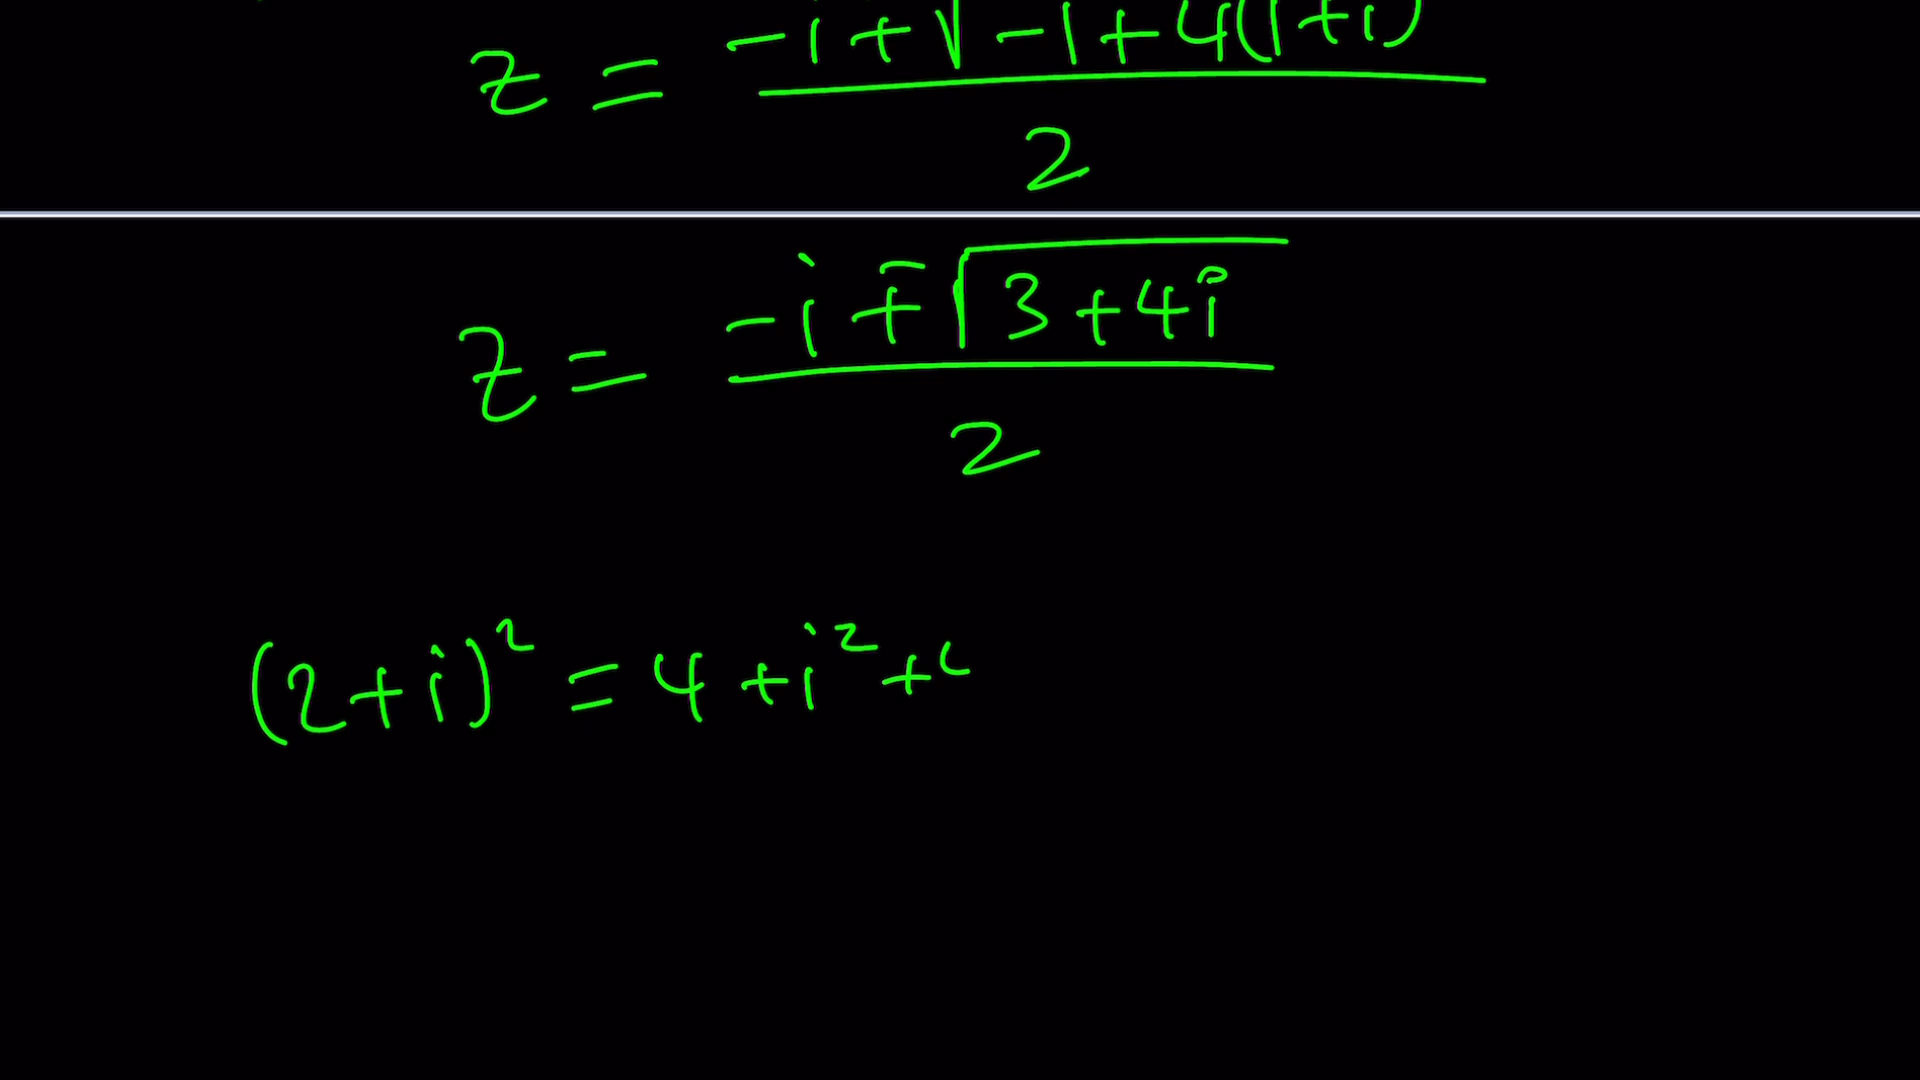 z = -i+√-1+4(1+i)
2
z = -i∓√3+4i
2
(2+i)² = 4+i²+